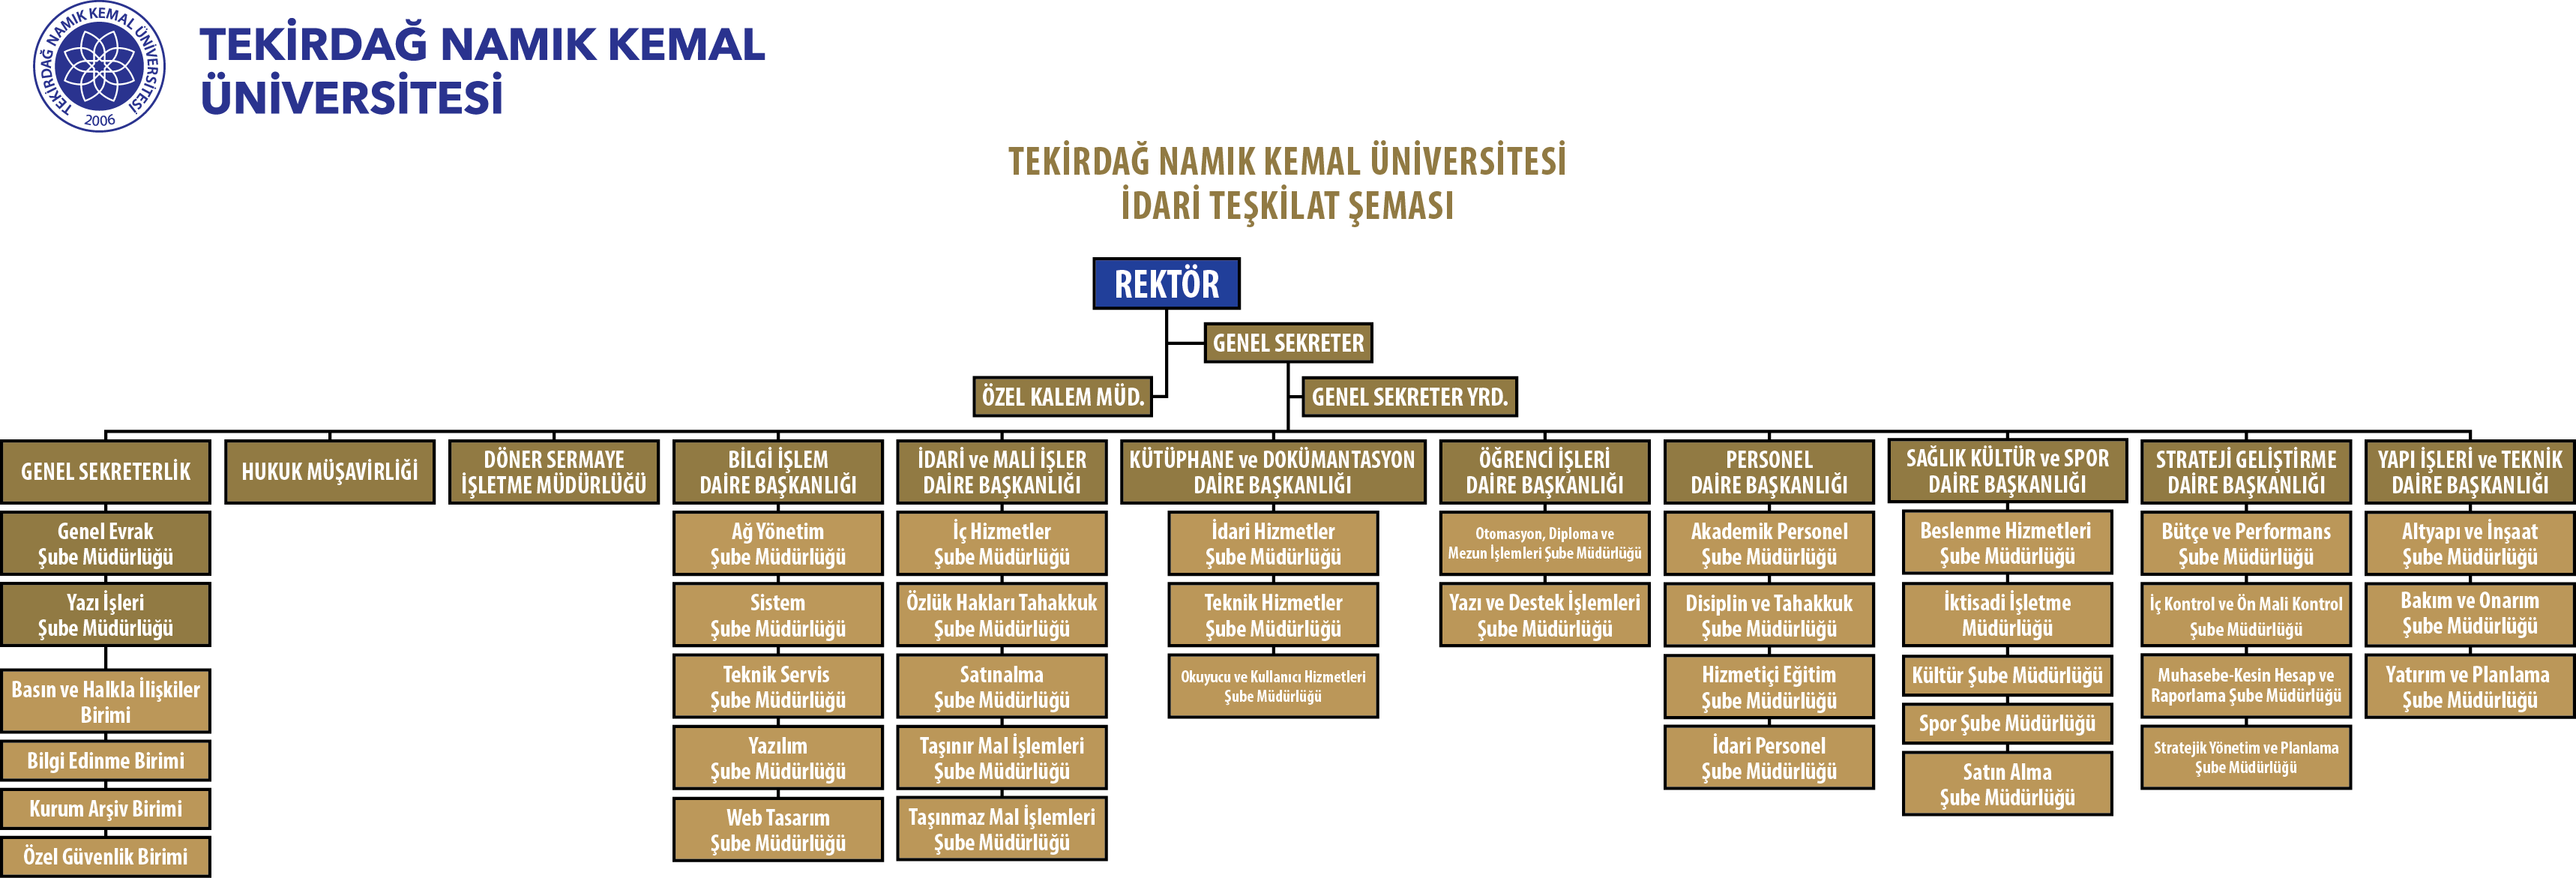 TEKİRDAĞ NAMIK KEMAL ÜNİVERSİTESİ
2006
TEKİRDAĞ NAMIK KEMAL
ÜNİVERSİTESİ
TEKİRDAĞ NAMIK KEMAL ÜNİVERSİTESİ
İDARİ TEŞKİLAT ŞEMASI
REKTÖR
GENEL SEKRETER
ÖZEL KALEM MÜD.
GENEL SEKRETER YRD.
GENEL SEKRETERLİK
Genel Evrak
Şube Müdürlüğü
Yazı İşleri
Şube Müdürlüğü
Basın ve Halkla İlişkiler
Birimi
Bilgi Edinme Birimi
Kurum Arşiv Birimi
Özel Güvenlik Birimi
HUKUK MÜŞAVİRLİĞİ
DÖNER SERMAYE
İŞLETME MÜDÜRLÜĞÜ
BİLGİ İŞLEM
DAİRE BAŞKANLIĞI
Ağ Yönetim
Şube Müdürlüğü
Sistem
Şube Müdürlüğü
Teknik Servis
Şube Müdürlüğü
Yazılım
Şube Müdürlüğü
Web Tasarım
Şube Müdürlüğü
İDARİ ve MALİ İŞLER
DAİRE BAŞKANLIĞI
İç Hizmetler
Şube Müdürlüğü
Özlük Hakları Tahakkuk
Şube Müdürlüğü
Satınalma
Şube Müdürlüğü
Taşınır Mal İşlemleri
Şube Müdürlüğü
Taşınmaz Mal İşlemleri
Şube Müdürlüğü
KÜTÜPHANE ve DOKÜMANTASYON
DAİRE BAŞKANLIĞI
İdari Hizmetler
Şube Müdürlüğü
Teknik Hizmetler
Şube Müdürlüğü
Okuyucu ve Kullanıcı Hizmetleri
Şube Müdürlüğü
ÖĞRENCİ İŞLERİ
DAİRE BAŞKANLIĞI
Otomasyon, Diploma ve
Mezun İşlemleri Şube Müdürlüğü
Yazı ve Destek İşlemleri
Şube Müdürlüğü
PERSONEL
DAİRE BAŞKANLIĞI
Akademik Personel
Şube Müdürlüğü
Disiplin ve Tahakkuk
Şube Müdürlüğü
Hizmetiçi Eğitim
Şube Müdürlüğü
İdari Personel
Şube Müdürlüğü
SAĞLIK KÜLTÜR ve SPOR
DAİRE BAŞKANLIĞI
Beslenme Hizmetleri
Şube Müdürlüğü
İktisadi İşletme
Müdürlüğü
Kültür Şube Müdürlüğü
Spor Şube Müdürlüğü
Satın Alma
Şube Müdürlüğü
STRATEJİ GELİŞTİRME
DAİRE BAŞKANLIĞI
Bütçe ve Performans
Şube Müdürlüğü
İç Kontrol ve Ön Mali Kontrol
Şube Müdürlüğü
Muhasebe-Kesin Hesap ve
Raporlama Şube Müdürlüğü
Stratejik Yönetim ve Planlama
Şube Müdürlüğü
YAPI İŞLERİ ve TEKNİK
DAİRE BAŞKANLIĞI
Altyapı ve İnşaat
Şube Müdürlüğü
Bakım ve Onarım
Şube Müdürlüğü
Yatırım ve Planlama
Şube Müdürlüğü